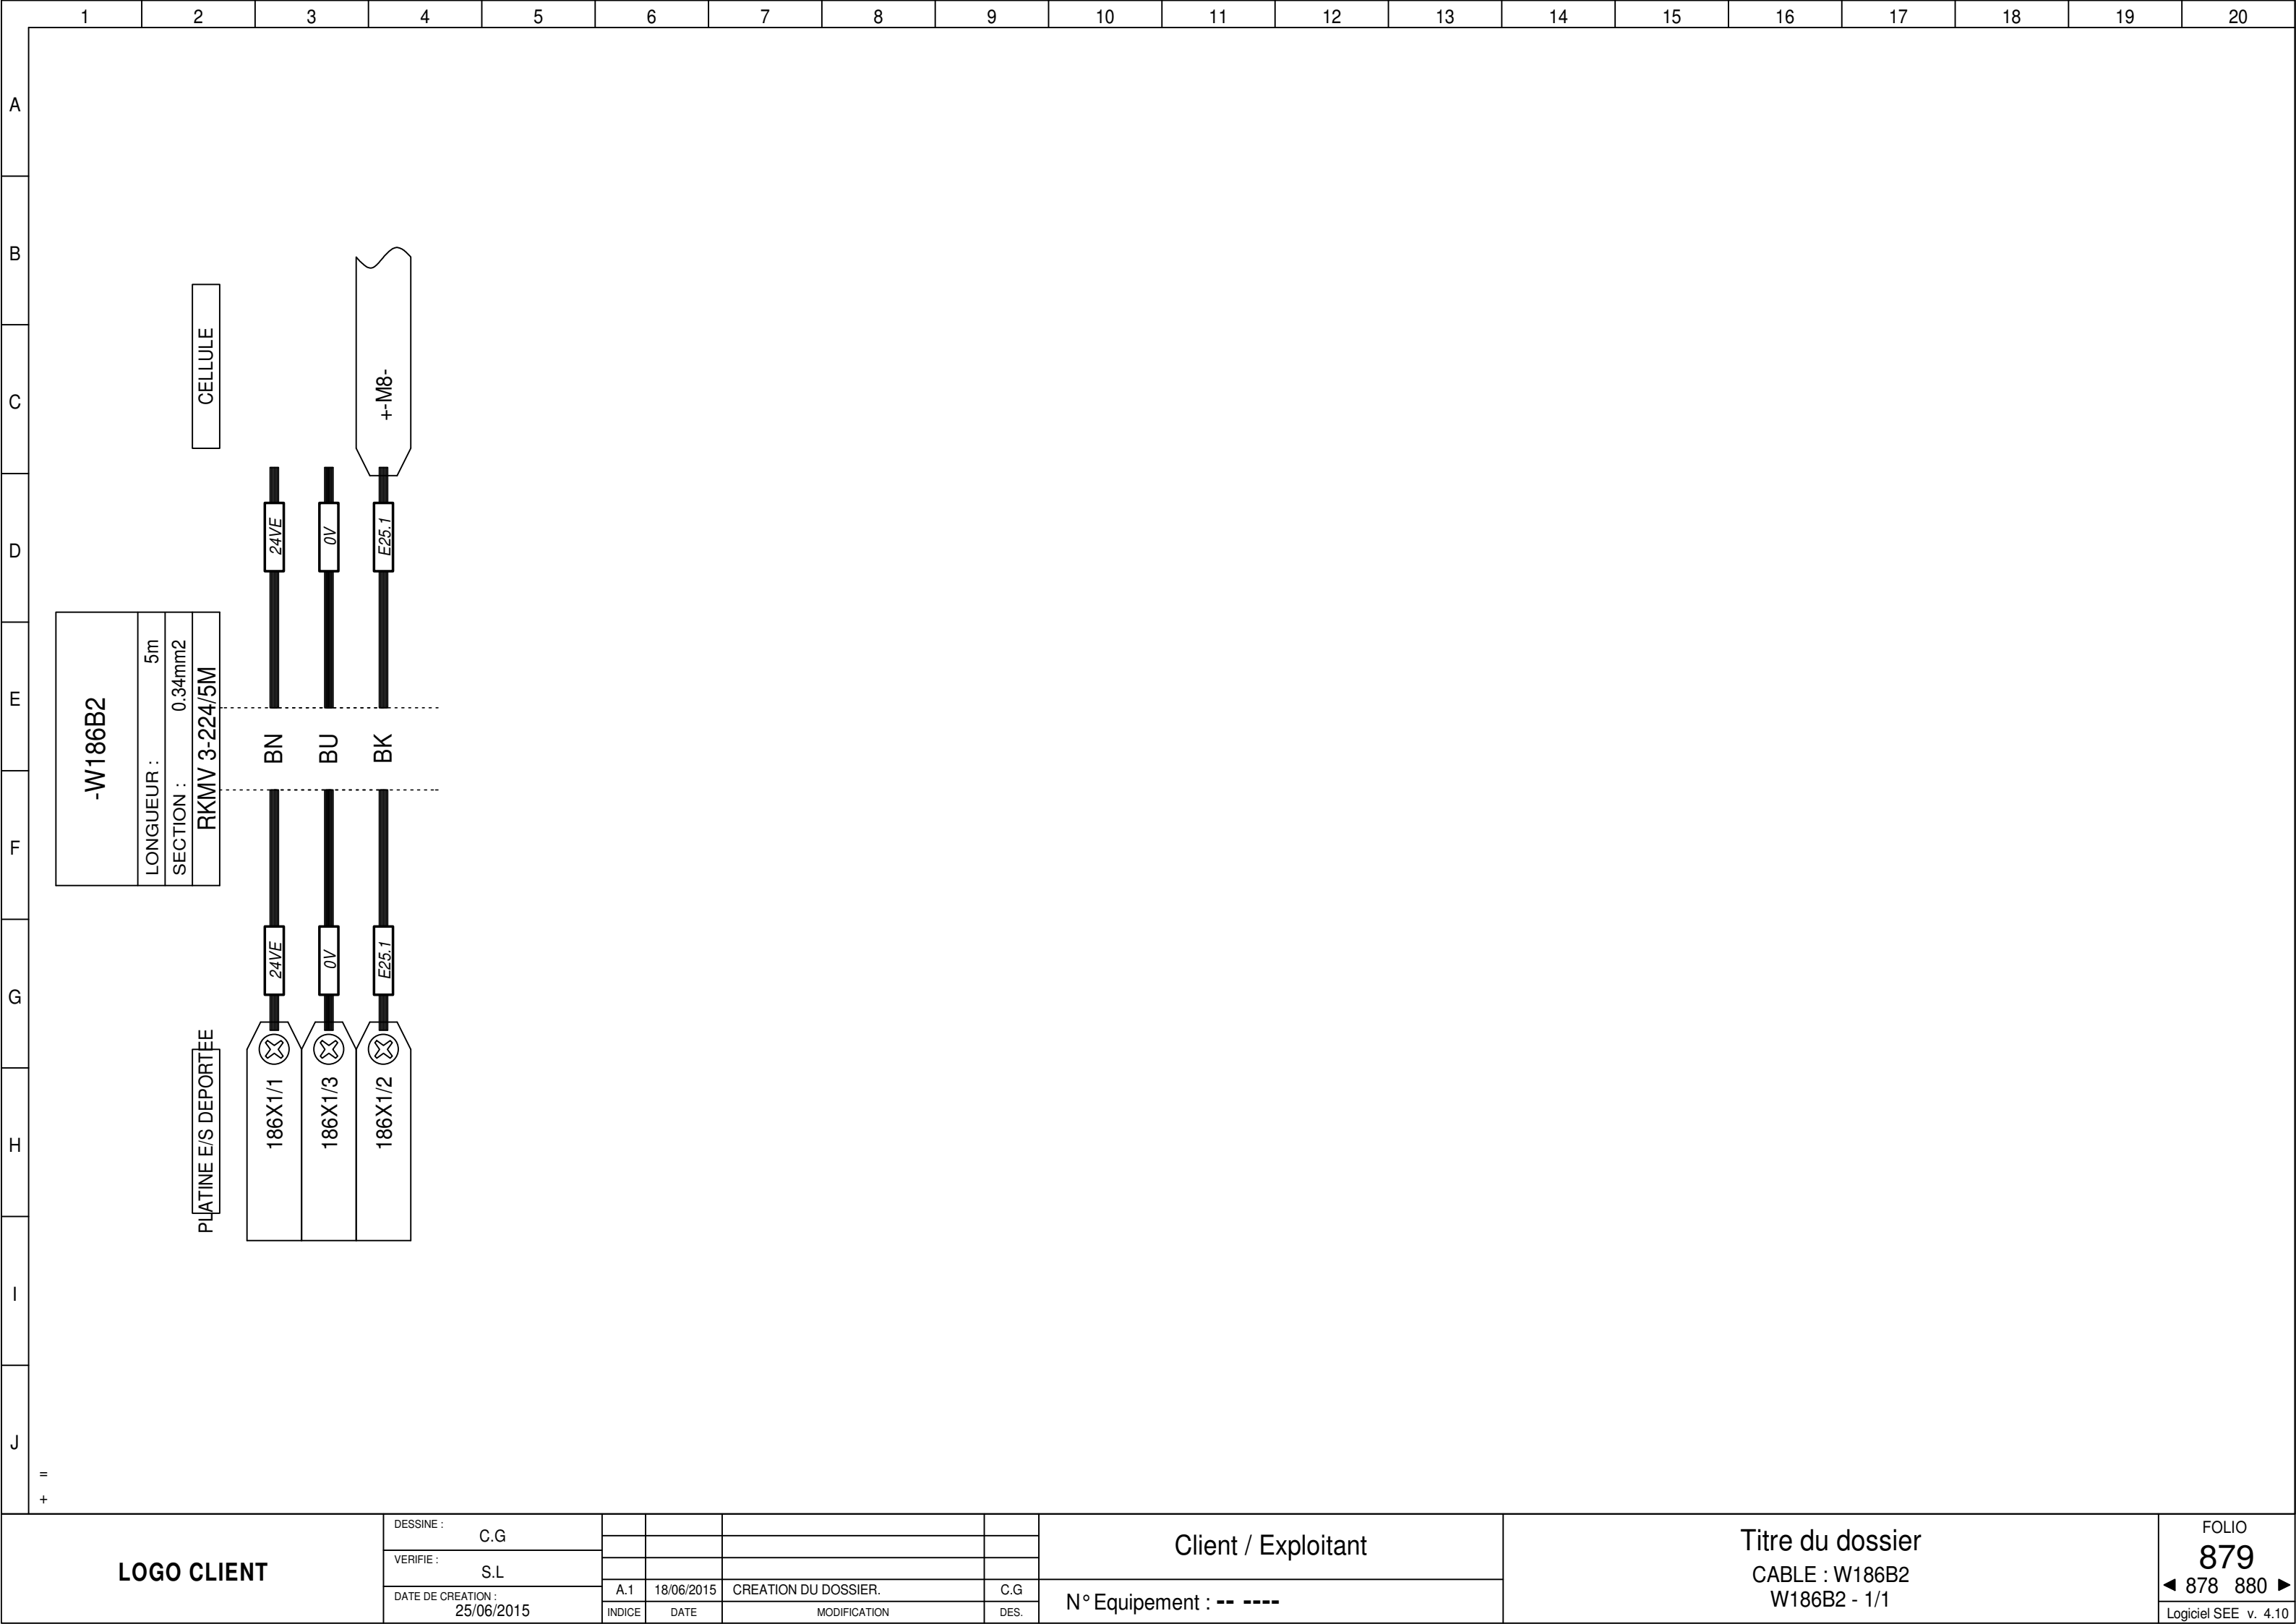 1 2 3 4 5 6 7 8 9 10 11 12 13 14 15 16 17 18 19 20
A
B
C
D
E
F
G
H
I
J
CELLULE
+-M8-
24VE
0V
E25.1
-W186B2
LONGUEUR : 5m
SECTION : 0.34mm2
RKMV 3-224/5M
BN
BU
BK
24VE
0V
E25.1
PLATINE E/S DEPORTEE
186X1/1
186X1/3
186X1/2
=
+
LOGO CLIENT
DESSINE :
C.G
VERIFIE :
S.L
DATE DE CREATION :
25/06/2015
A.1 18/06/2015 CREATION DU DOSSIER. C.G
INDICE DATE MODIFICATION DES.
Client / Exploitant
N° Equipement : -- ----
Titre du dossier
CABLE : W186B2
W186B2 - 1/1
FOLIO
879
◄ 878 880 ►
Logiciel SEE v. 4.10